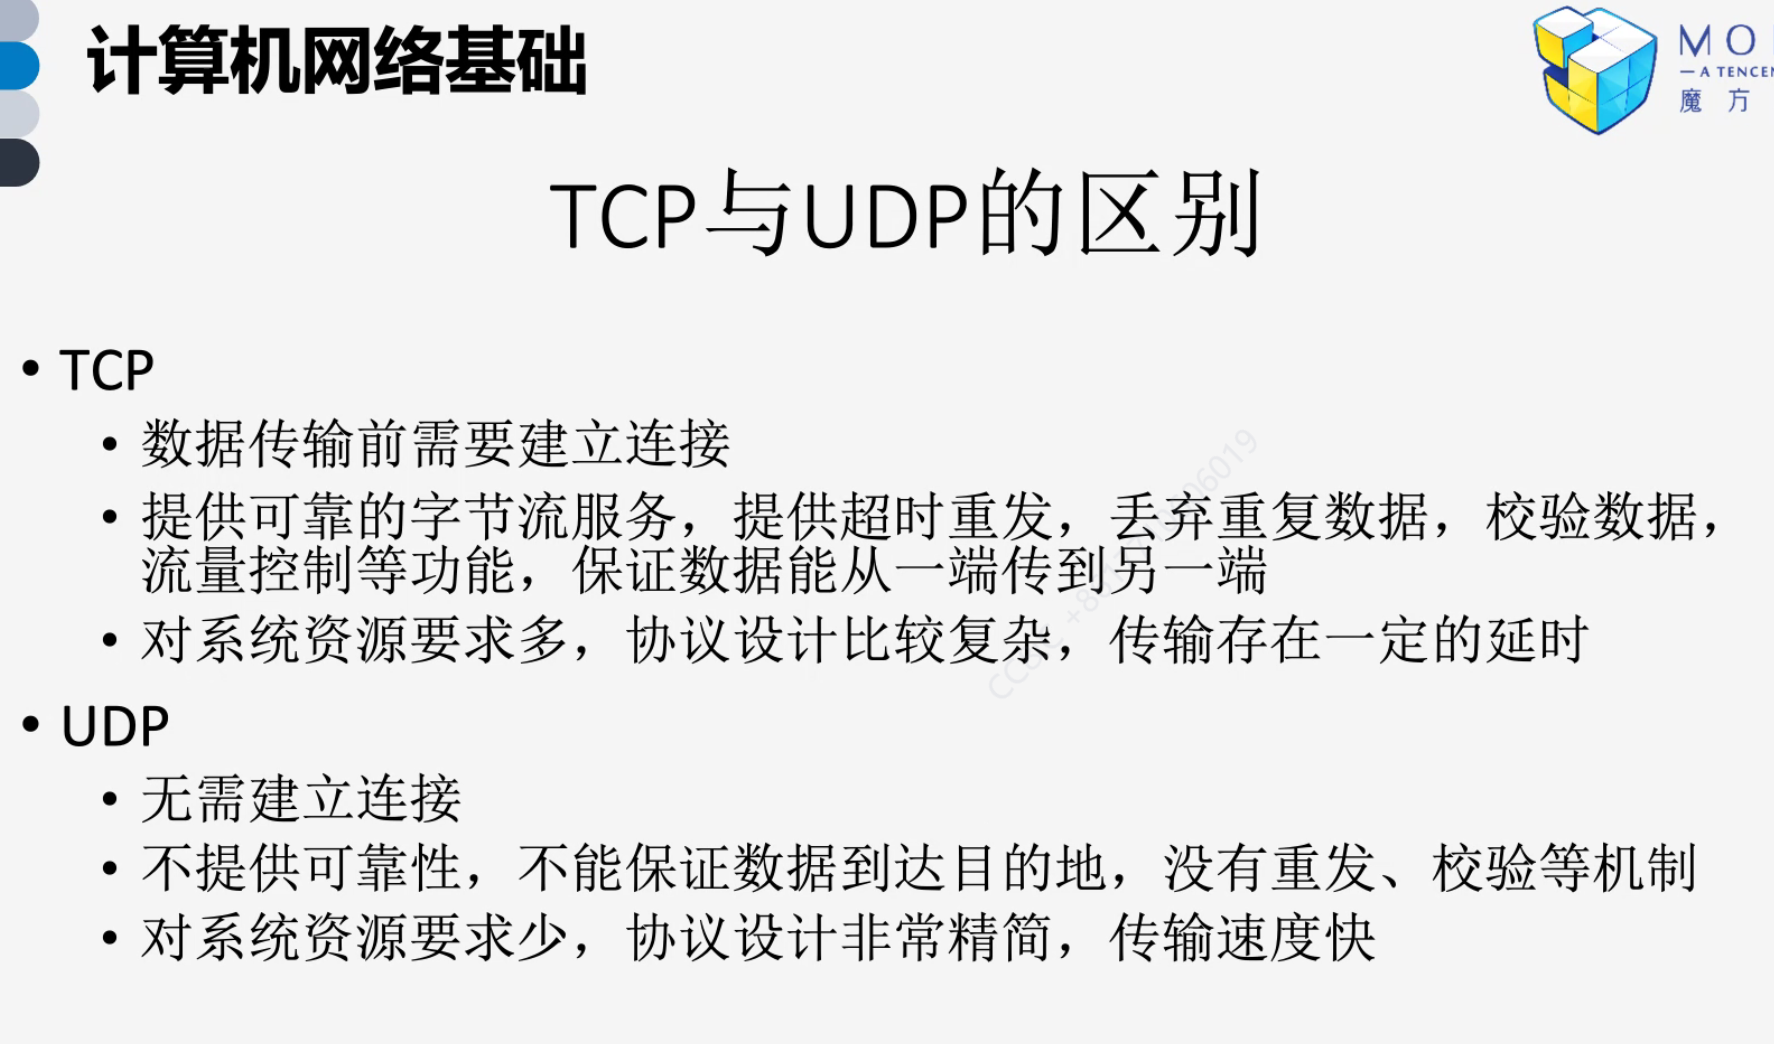 计算机网络基础
MO
—A TENCEN
魔 方
TCP与UDP的区别
• TCP
• 数据传输前需要建立连接
• 提供可靠的字节流服务，提供超时重发，丢弃重复数据，校验数据，
流量控制等功能，保证数据能从一端传到另一端
• 对系统资源要求多，协议设计比较复杂，传输存在一定的延时
• UDP
• 无需建立连接
• 不提供可靠性，不能保证数据到达目的地，没有重发、校验等机制
• 对系统资源要求少，协议设计非常精简，传输速度快